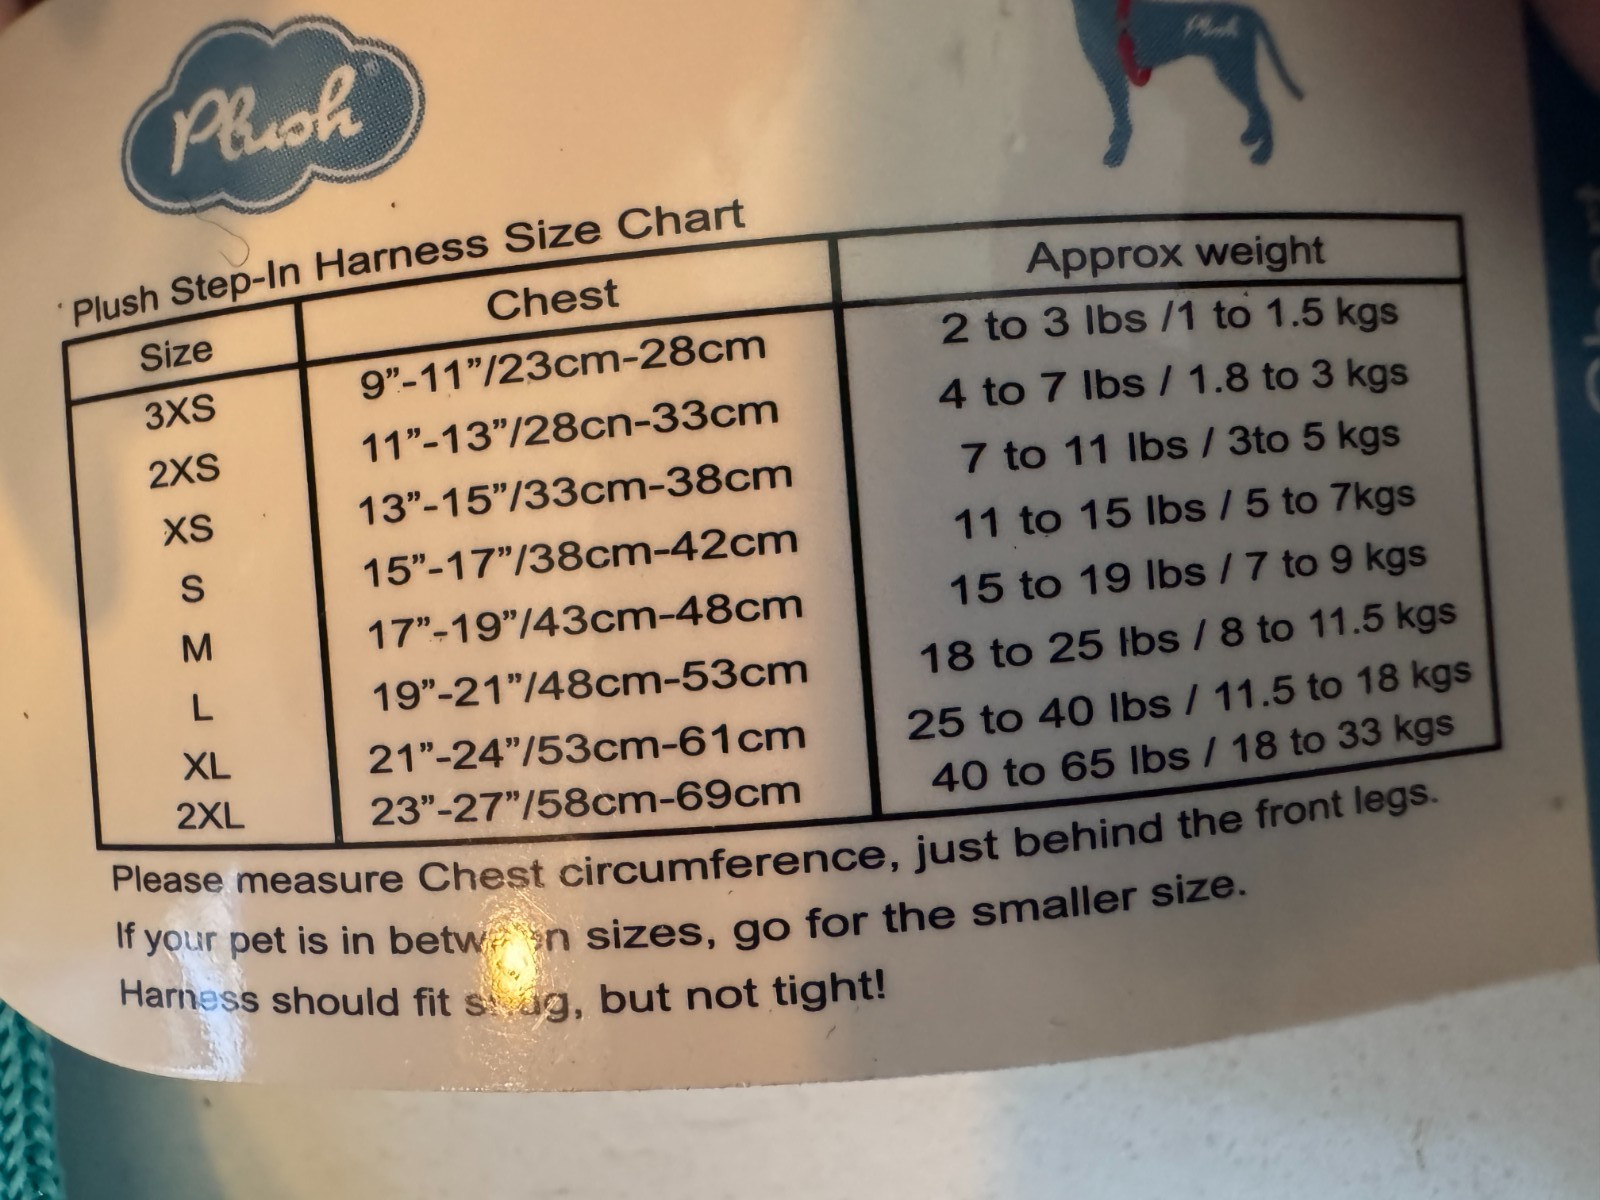 Plush®
Plush
Plush Step-In Harness Size Chart
Size Chest Approx weight
3XS 9”-11”/23cm-28cm 2 to 3 lbs /1 to 1.5 kgs
2XS 11”-13”/28cn-33cm 4 to 7 lbs / 1.8 to 3 kgs
XS 13”-15”/33cm-38cm 7 to 11 lbs / 3to 5 kgs
S 15”-17”/38cm-42cm 11 to 15 lbs / 5 to 7kgs
M 17”-19”/43cm-48cm 15 to 19 lbs / 7 to 9 kgs
L 19”-21”/48cm-53cm 18 to 25 lbs / 8 to 11.5 kgs
XL 21”-24”/53cm-61cm 25 to 40 lbs / 11.5 to 18 kgs
2XL 23”-27”/58cm-69cm 40 to 65 lbs / 18 to 33 kgs
Please measure Chest circumference, just behind the front legs.
If your pet is in between sizes, go for the smaller size.
Harness should fit snug, but not tight!